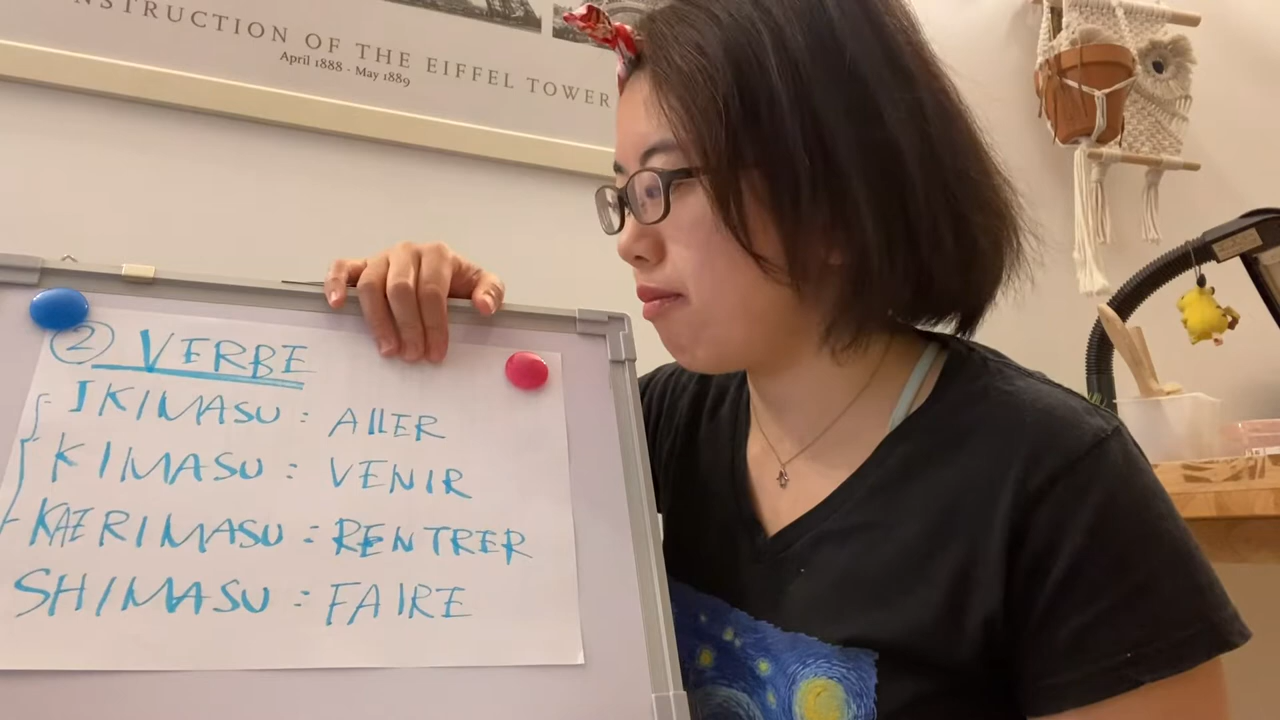 NSTRUCTION OF THE EIFFEL TOWER
April 1888 - May 1889
② VERBE
IKIMASU : ALLER
KIMASU : VENIR
KAERIMASU : RENTRER
SHIMASU : FAIRE